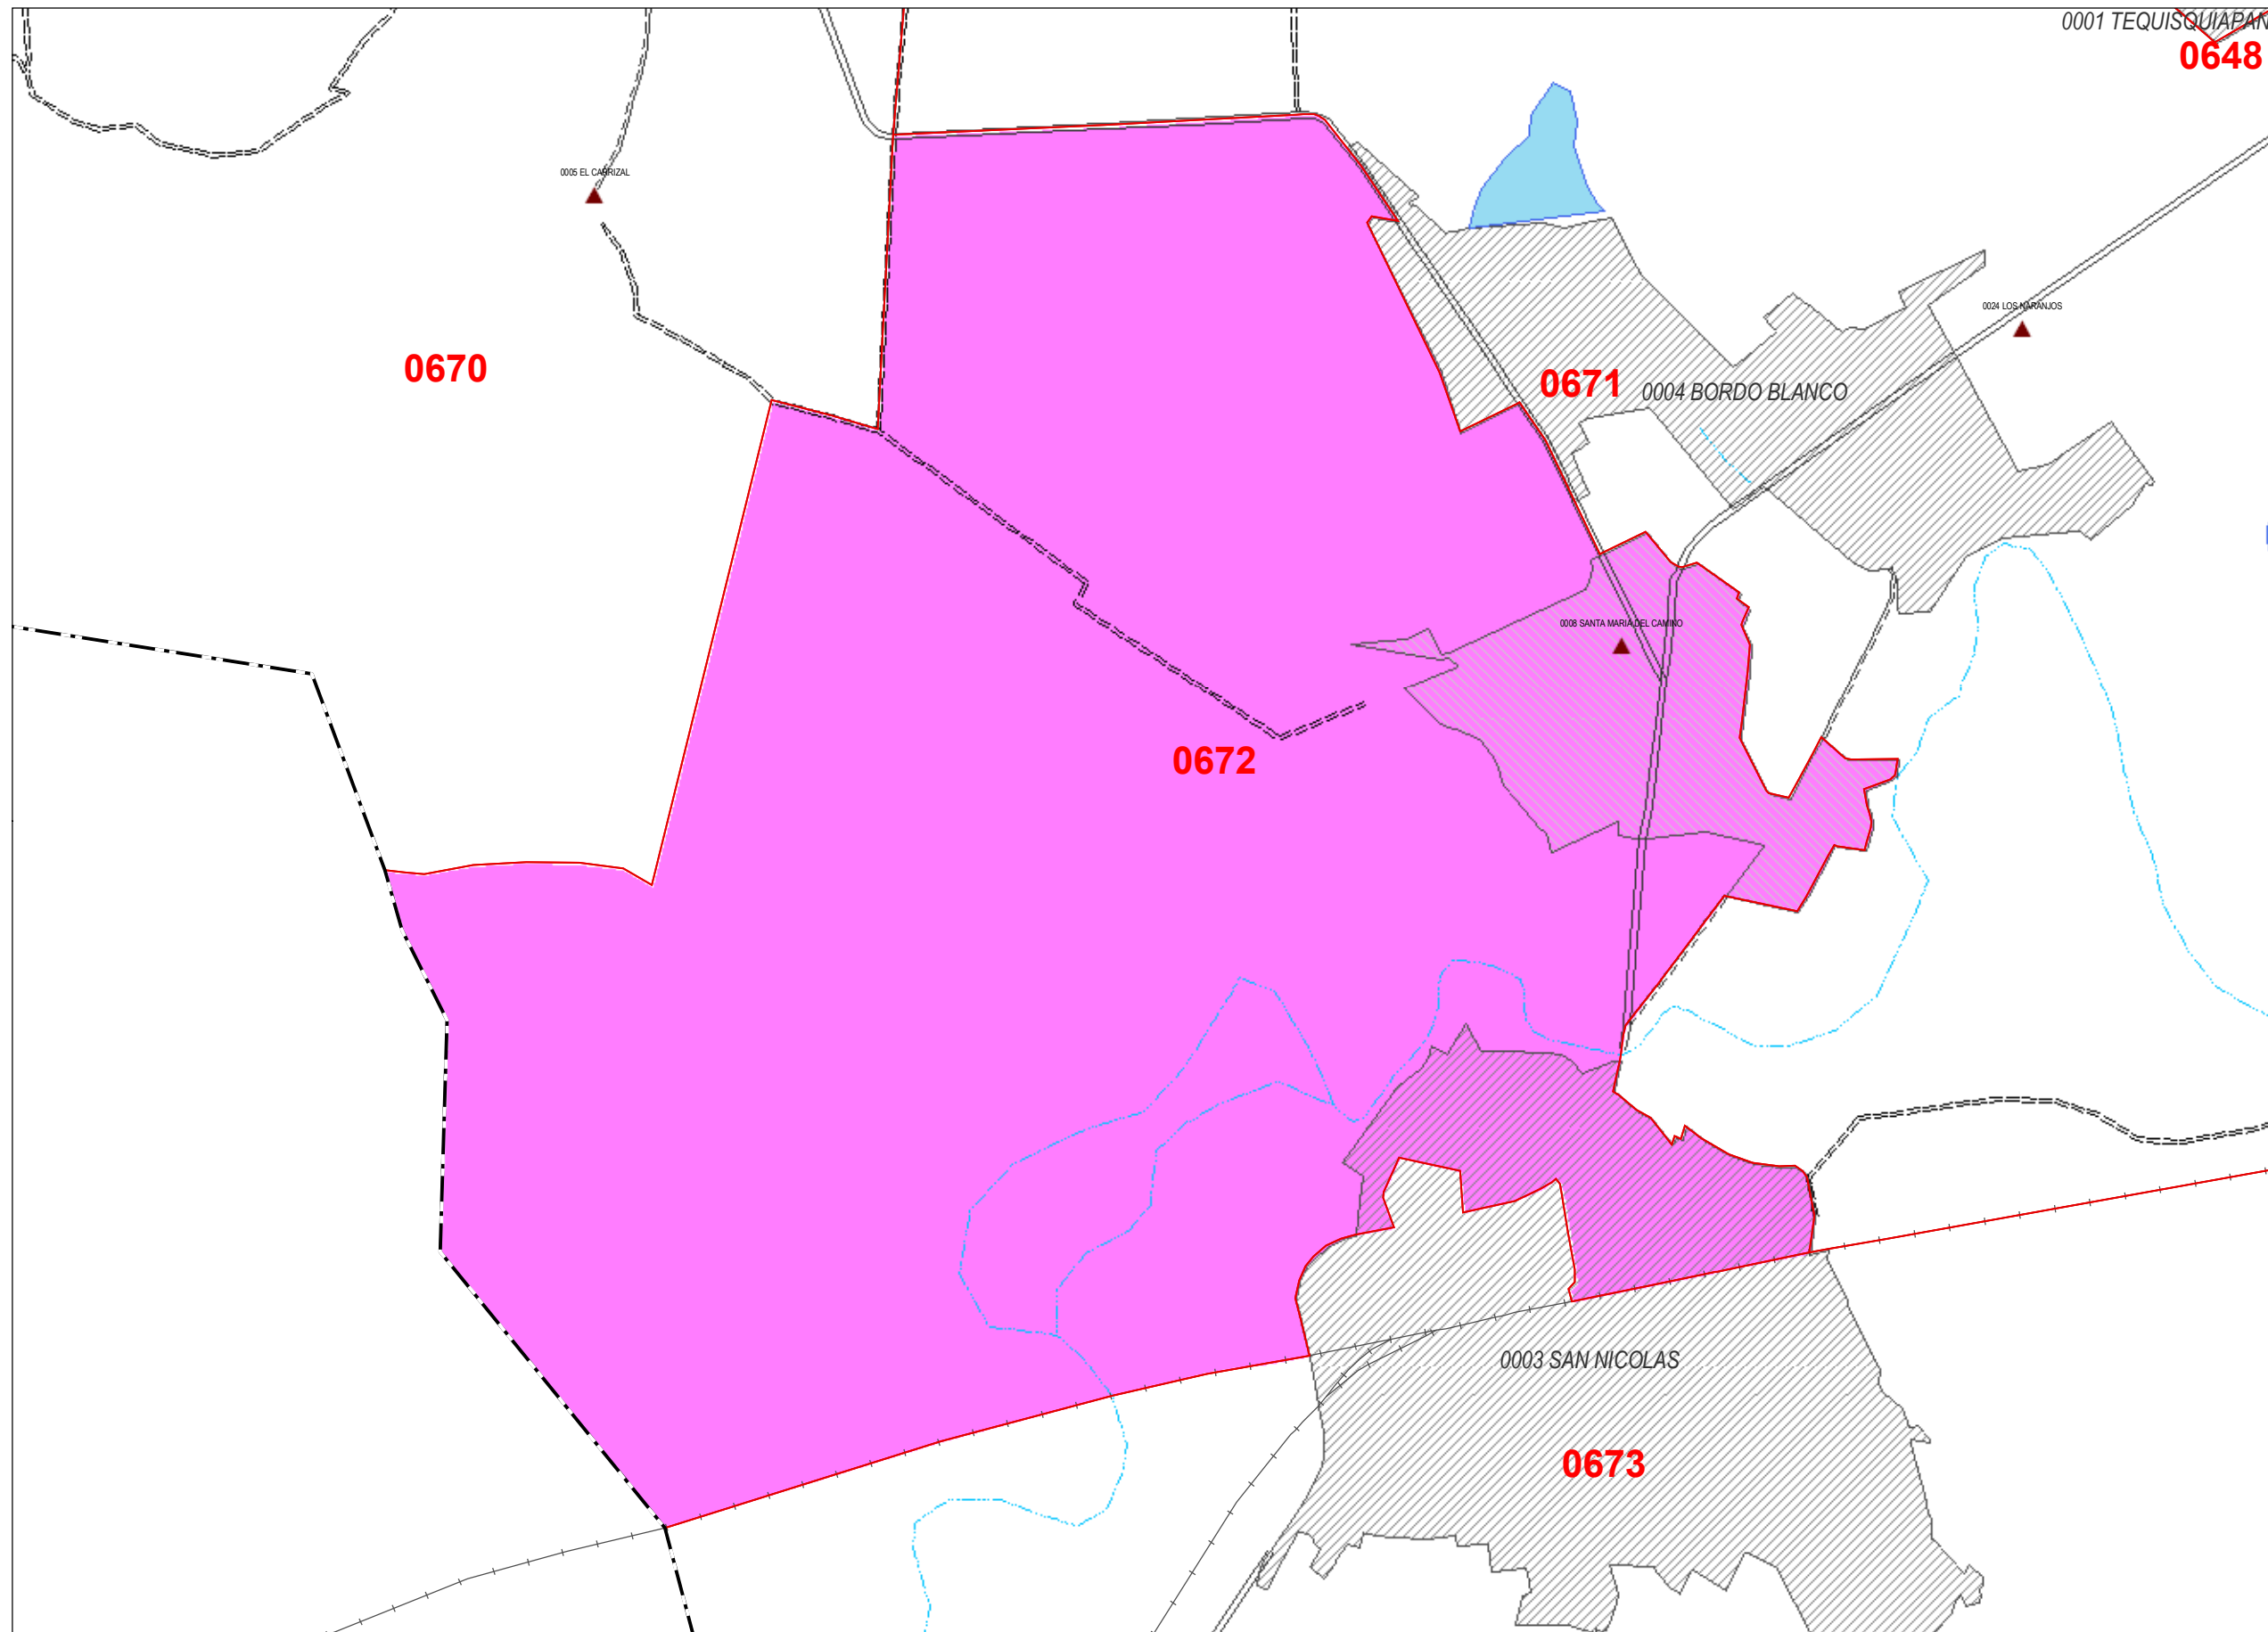 0001 TEQUISQUIAPAN
0648
0005 EL CARRIZAL
0024 LOS NARANJOS
0670
0671
0004 BORDO BLANCO
0008 SANTA MARIA DEL CAMINO
0672
0003 SAN NICOLAS
0673